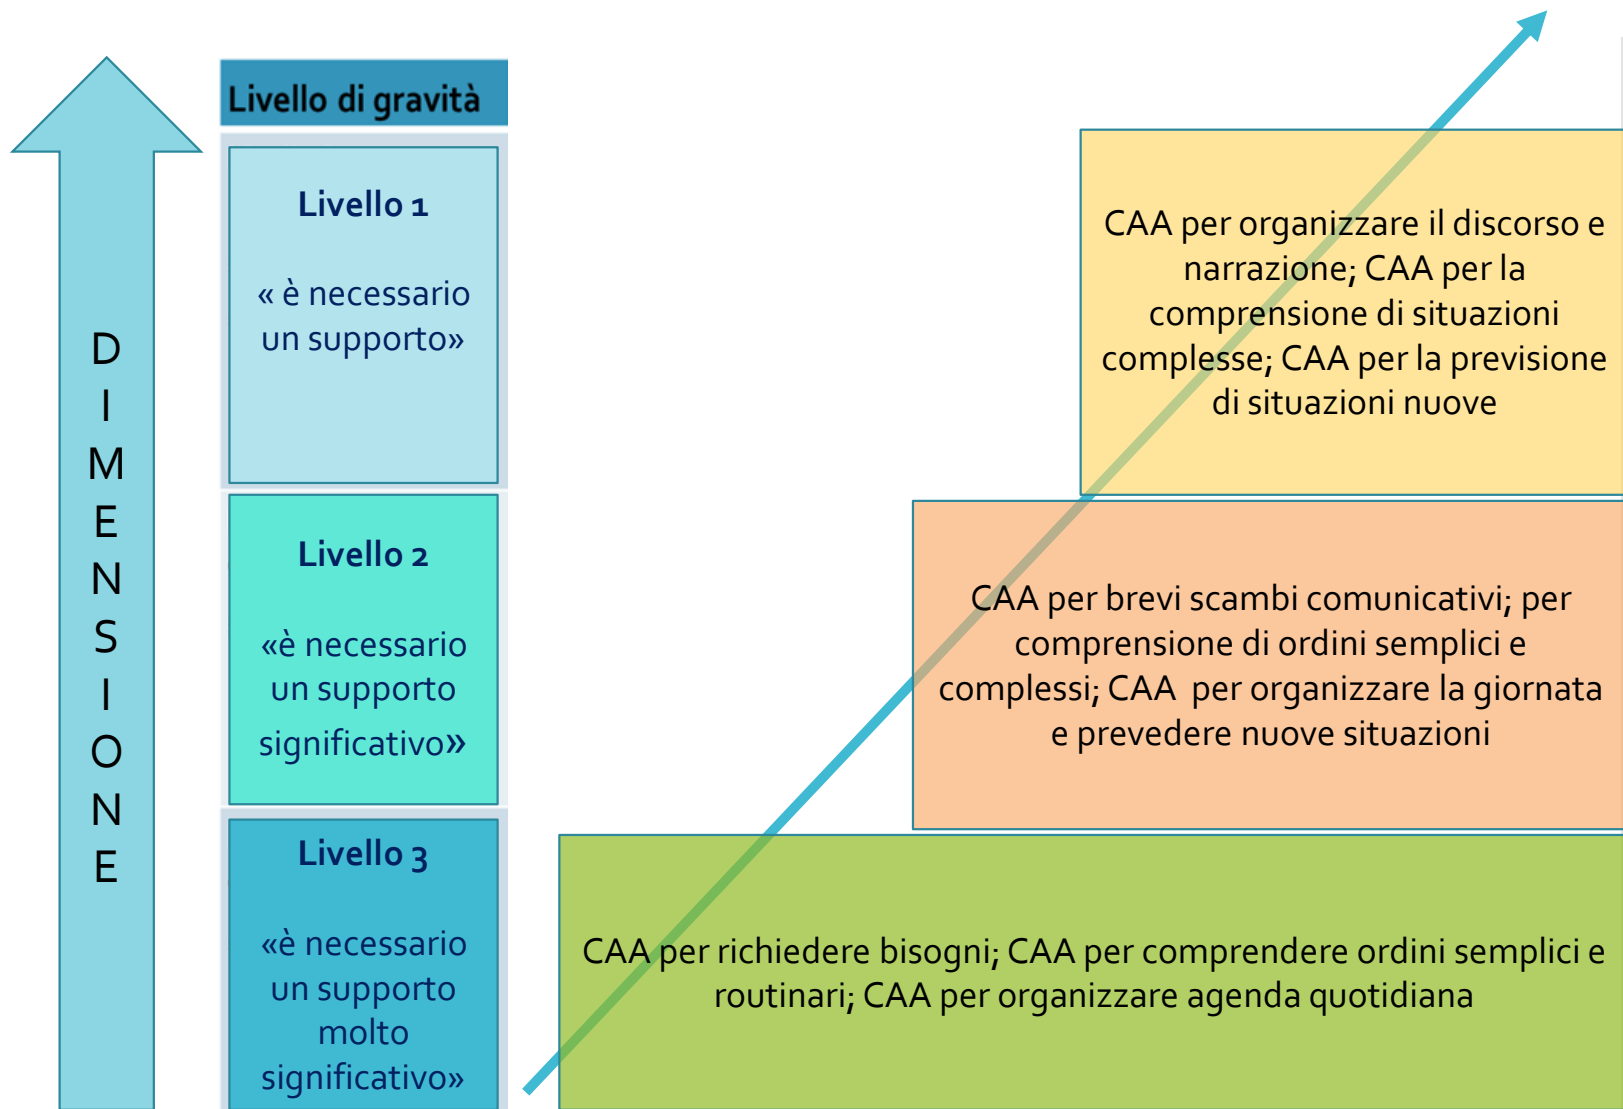 D
I
M
E
N
S
I
O
N
E
Livello di gravità
Livello 1
« è necessario
un supporto»
Livello 2
«è necessario
un supporto
significativo»
Livello 3
«è necessario
un supporto
molto
significativo»
CAA per organizzare il discorso e
narrazione; CAA per la
comprensione di situazioni
complesse; CAA per la previsione
di situazioni nuove
CAA per brevi scambi comunicativi; per
comprensione di ordini semplici e
complessi; CAA  per organizzare la giornata
e prevedere nuove situazioni
CAA per richiedere bisogni; CAA per comprendere ordini semplici e
routinari; CAA per organizzare agenda quotidiana